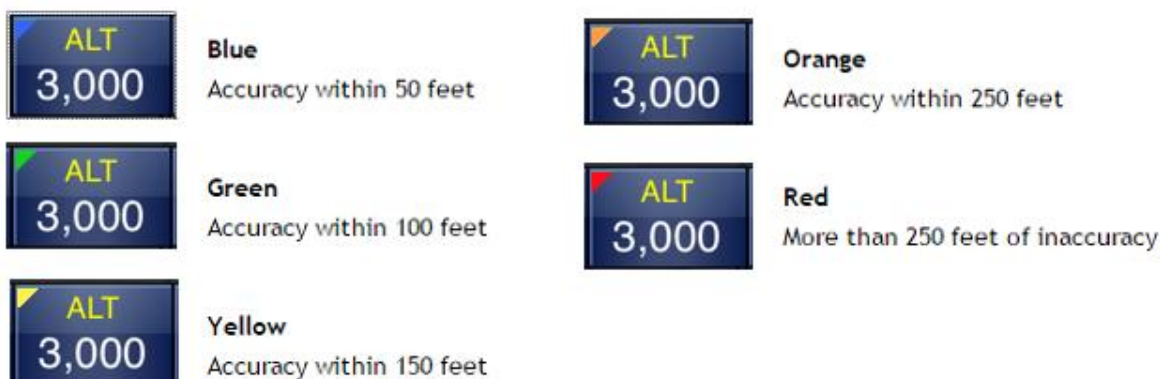 ALT
3,000
Blue
Accuracy within 50 feet
ALT
3,000
Green
Accuracy within 100 feet
ALT
3,000
Yellow
Accuracy within 150 feet
ALT
3,000
Orange
Accuracy within 250 feet
ALT
3,000
Red
More than 250 feet of inaccuracy